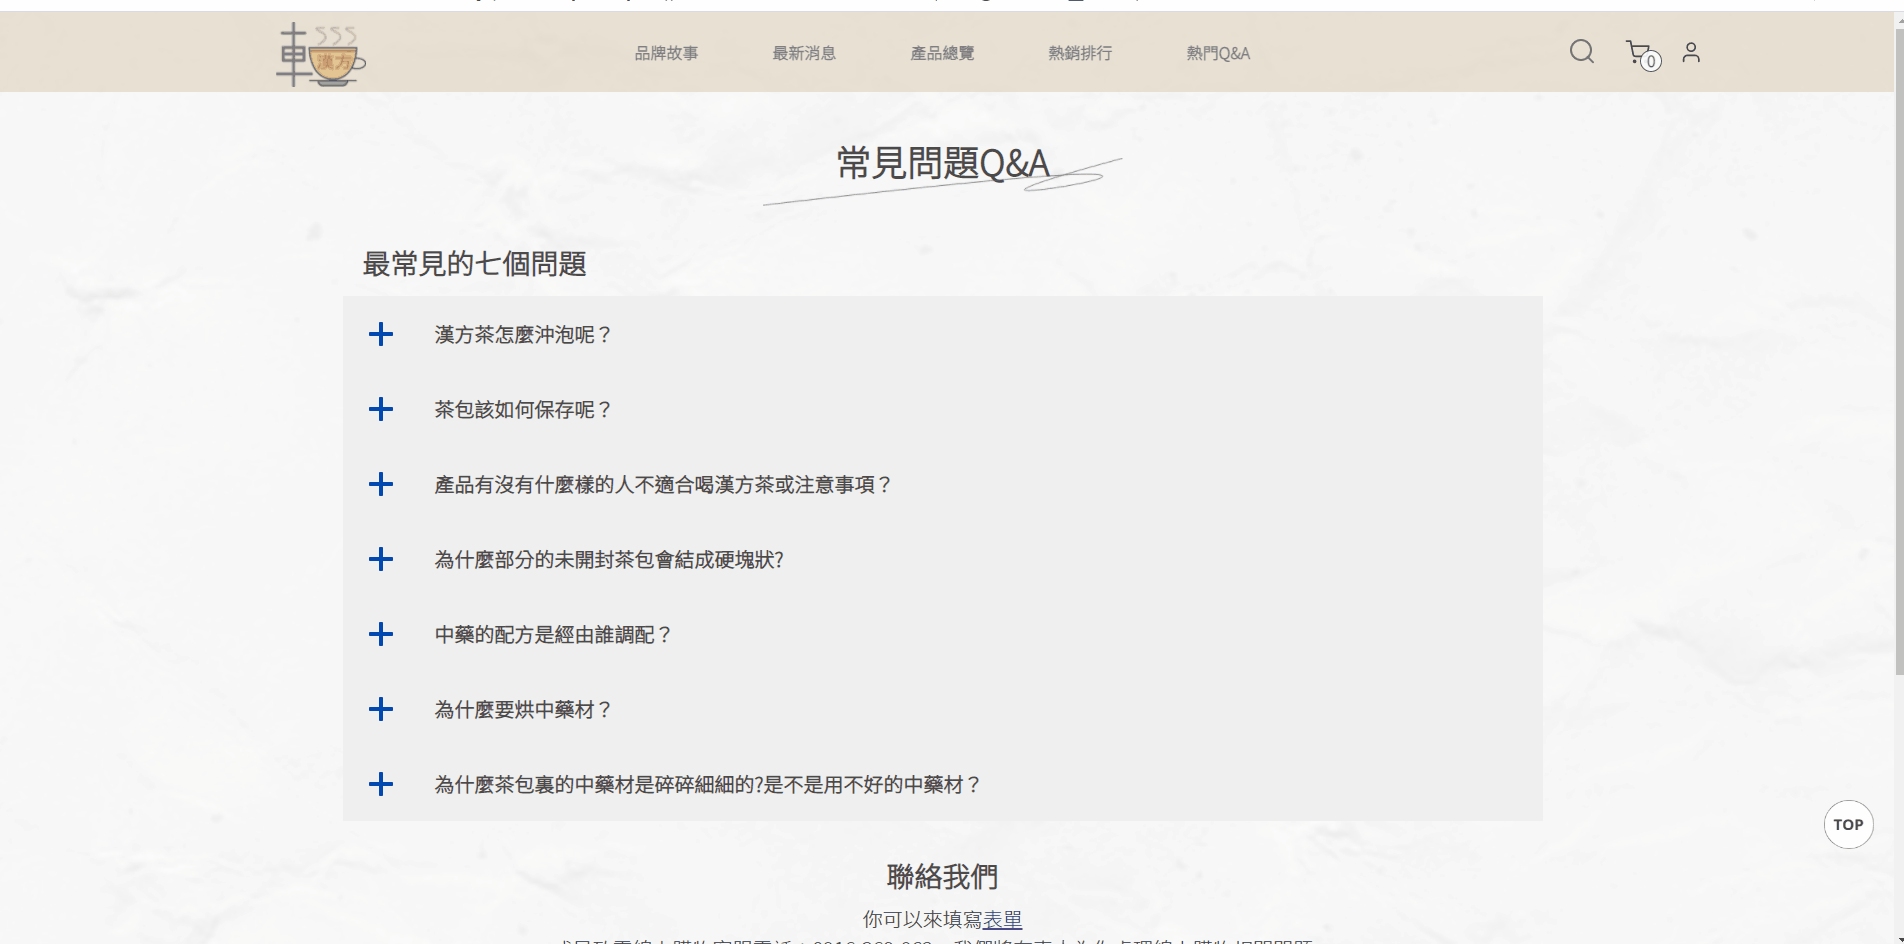 車
漢方
品牌故事
最新消息
產品總覽
熱銷排行
熱門Q&A
0
常見問題Q&A
最常見的七個問題
漢方茶怎麼沖泡呢？
茶包該如何保存呢？
產品有沒有什麼樣的人不適合喝漢方茶或注意事項？
為什麼部分的未開封茶包會結成硬塊狀?
中藥的配方是經由誰調配？
為什麼要烘中藥材？
為什麼茶包裏的中藥材是碎碎細細的?是不是用不好的中藥材？
TOP
聯絡我們
你可以來填寫表單